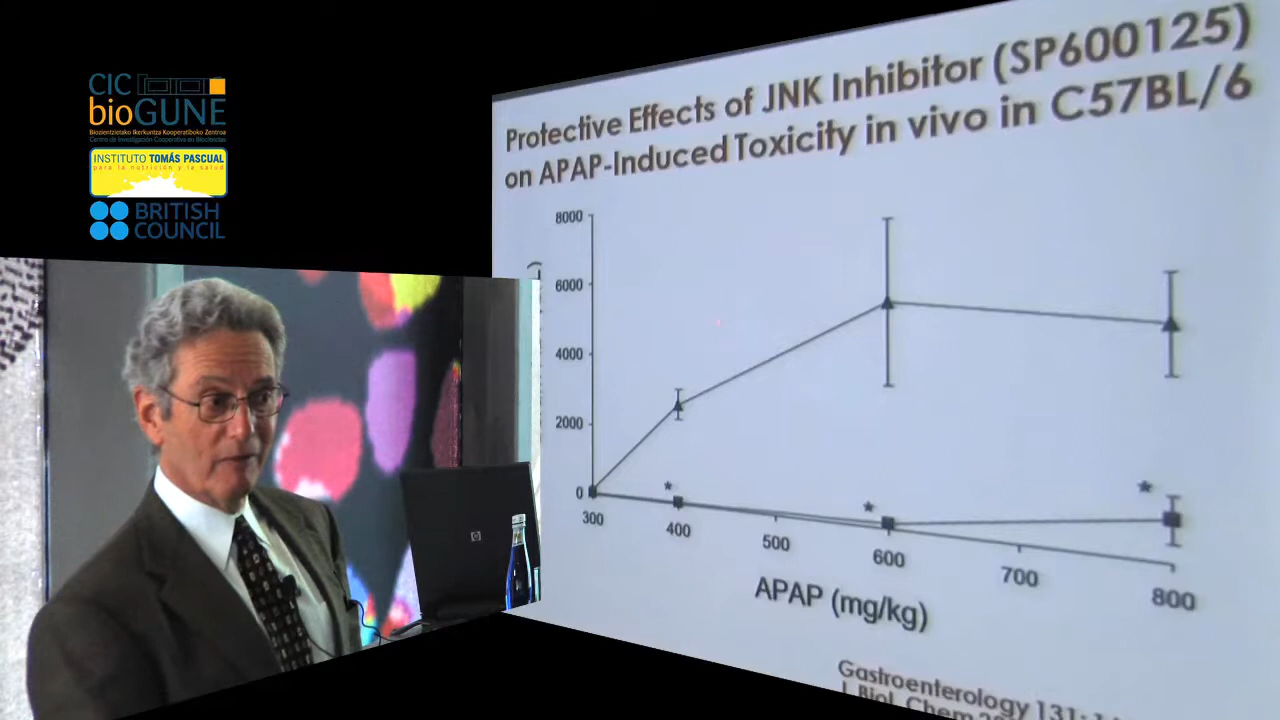 CIC
bioGUNE
Biozientzietako Ikerkuntza Kooperatiboko Zentroa
Centro de Investigación Cooperativa en Biociencias
INSTITUTO TOMÁS PASCUAL
para la nutrición y la salud
BRITISH
COUNCIL
Protective Effects of JNK Inhibitor (SP600125)
on APAP-Induced Toxicity in vivo in C57BL/6
8000
6000
4000
2000
0
*
*
*
300
400
500
600
700
800
APAP (mg/kg)
Gastroenterology 131:
J. Biol. Chem
hp